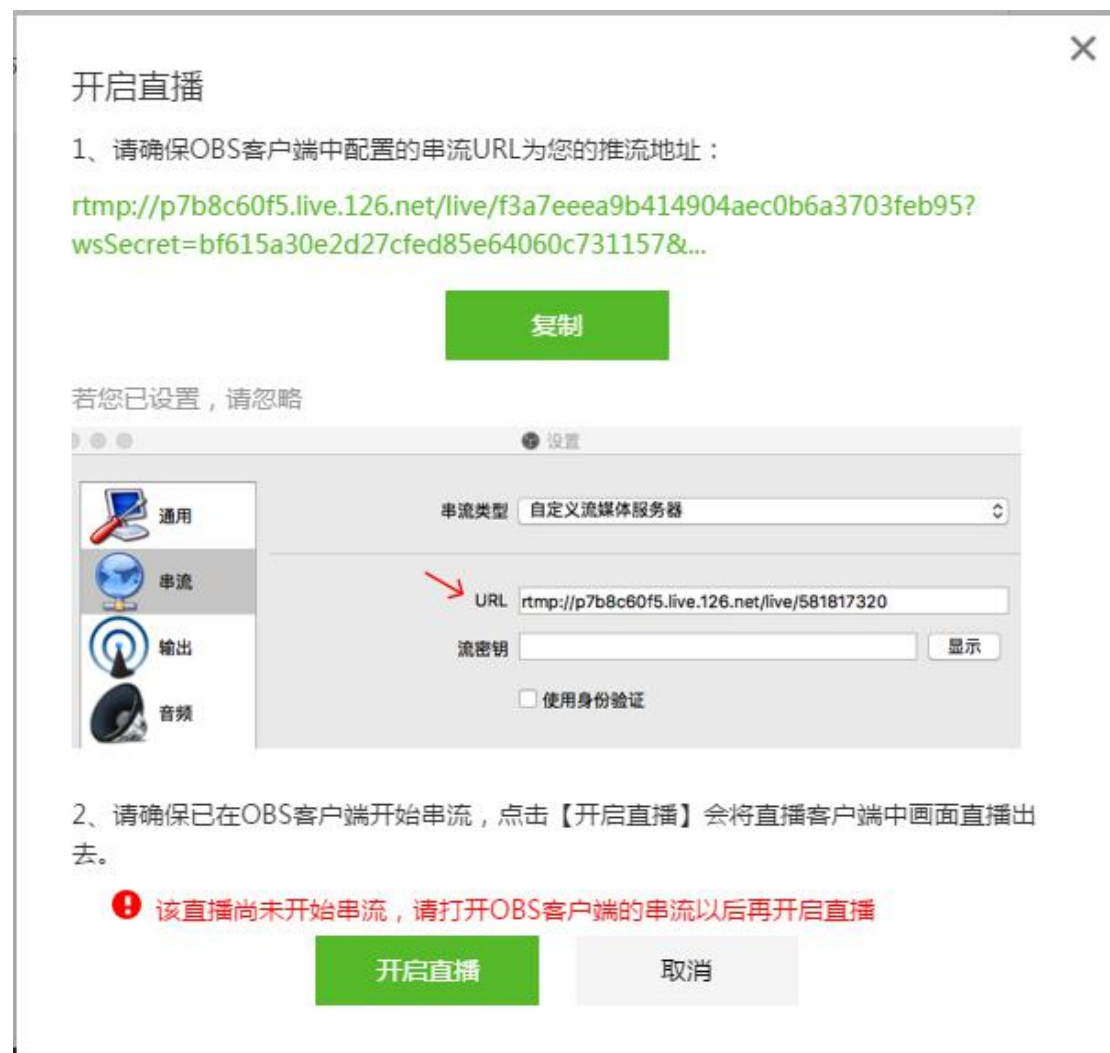 开启直播
1、请确保OBS客户端中配置的串流URL为您的推流地址：
rtmp://p7b8c60f5.live.126.net/live/f3a7eeea9b414904aec0b6a3703feb95?
wsSecret=bf615a30e2d27cfed85e64060c731157&...
复制
若您已设置，请忽略
设置
通用
串流类型 自定义流媒体服务器
串流
URL rtmp://p7b8c60f5.live.126.net/live/581817320
输出
流密钥 显示
使用身份验证
音频
2、请确保已在OBS客户端开始串流，点击【开启直播】会将直播客户端中画面直播出
去。
该直播尚未开始串流，请打开OBS客户端的串流以后再开启直播
开启直播 取消